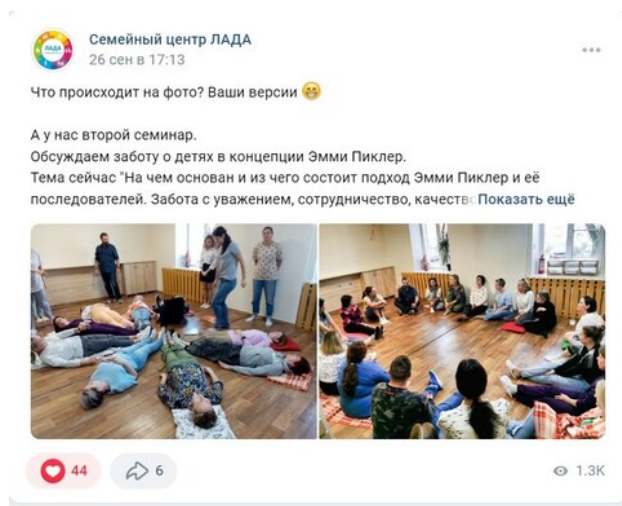 Семейный центр ЛАДА
ЛАДА
26 сен в 17:13
Что происходит на фото? Ваши версии 😁
А у нас второй семинар.
Обсуждаем заботу о детях в концепции Эмми Пиклер.
Тема сейчас "На чем основан и из чего состоит подход Эмми Пиклер и её
последователей. Забота с уважением, сотрудничество, качеств Показать ещё
44
6
1.3K